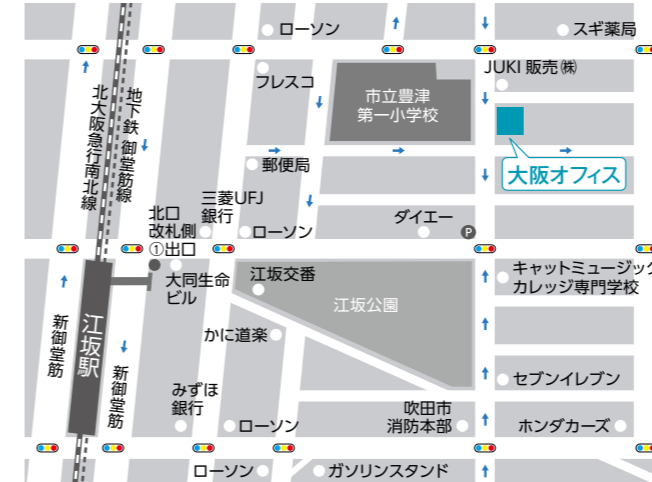 ローソン
スギ薬局
フレスコ
JUKI 販売㈱
市立豊津
第一小学校
北大阪急行南北線
地下鉄 御堂筋線
郵便局
大阪オフィス
三菱UFJ
銀行
北口
改札側
①出口
ローソン
ダイエー
P
大同生命
ビル
江坂交番
江坂公園
キャットミュージック
カレッジ専門学校
新御堂筋
江坂駅
新御堂筋
かに道楽
みずほ
銀行
ローソン
吹田市
消防本部
セブンイレブン
ホンダカーズ
ローソン
ガソリンスタンド